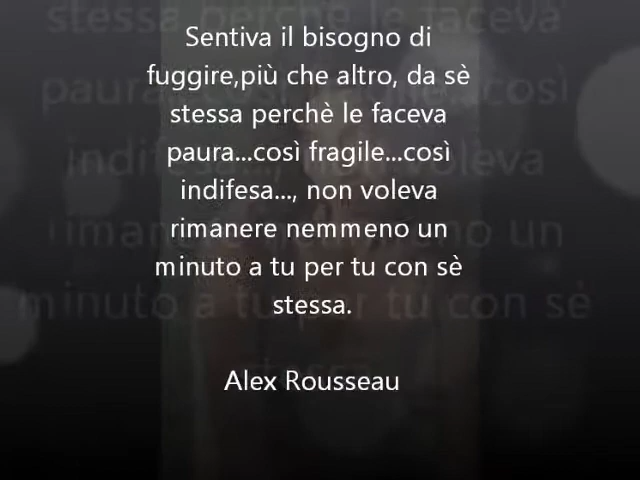 Sentiva il bisogno di
fuggire,più che altro, da sè
stessa perchè le faceva
paura...così fragile...così
indifesa..., non voleva
rimanere nemmeno un
minuto a tu per tu con sè
stessa.
Alex Rousseau